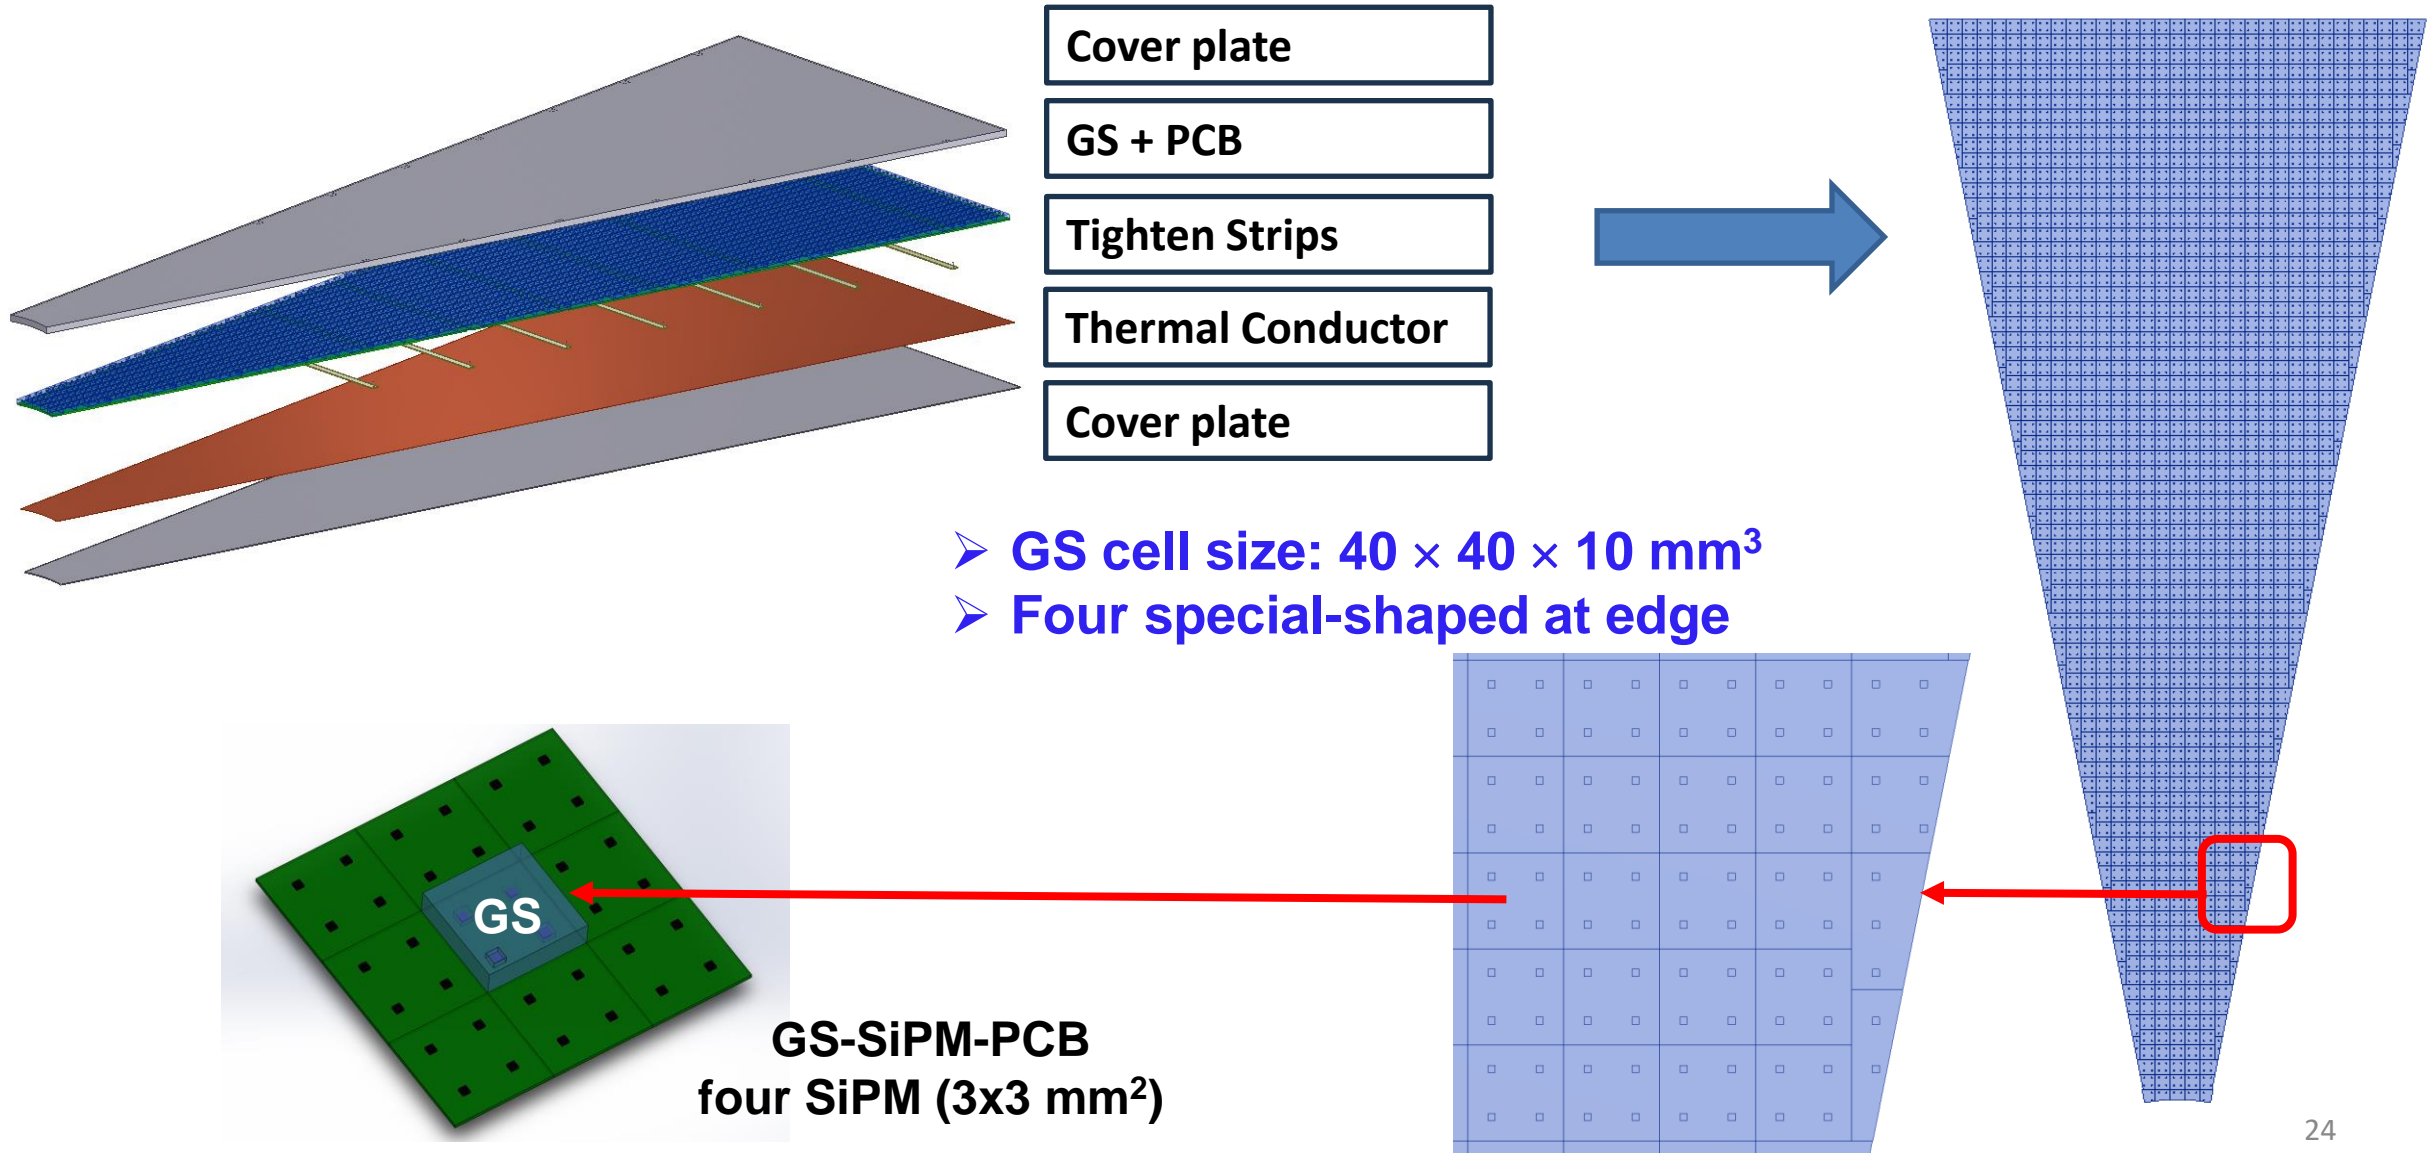 Cover plate
GS + PCB
Tighten Strips
Thermal Conductor
Cover plate
➢ GS cell size: 40 × 40 × 10 mm³
➢ Four special-shaped at edge
GS
GS-SiPM-PCB
four SiPM (3x3 mm²)
24